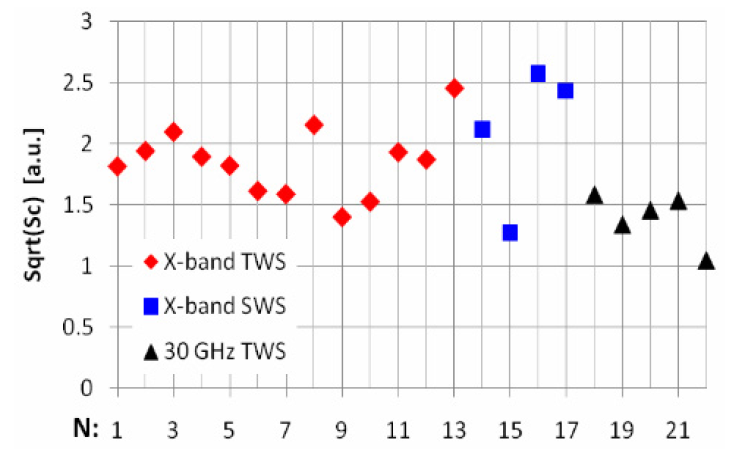 3
2.5
2
1.5
1
0.5
0
Sqrt(Sc) [a.u.]
X-band TWS
X-band SWS
30 GHz TWS
N: 1 3 5 7 9 11 13 15 17 19 21